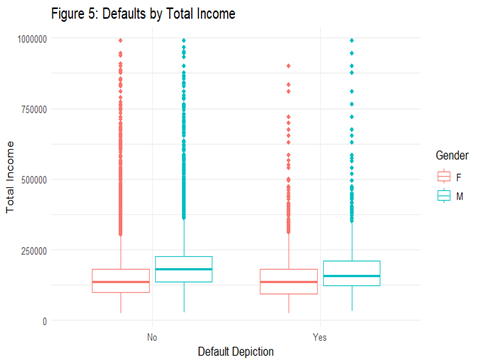 Figure 5: Defaults by Total Income
1000000
750000
500000
250000
0
Total Income
No
Yes
Default Depiction
Gender
F
M